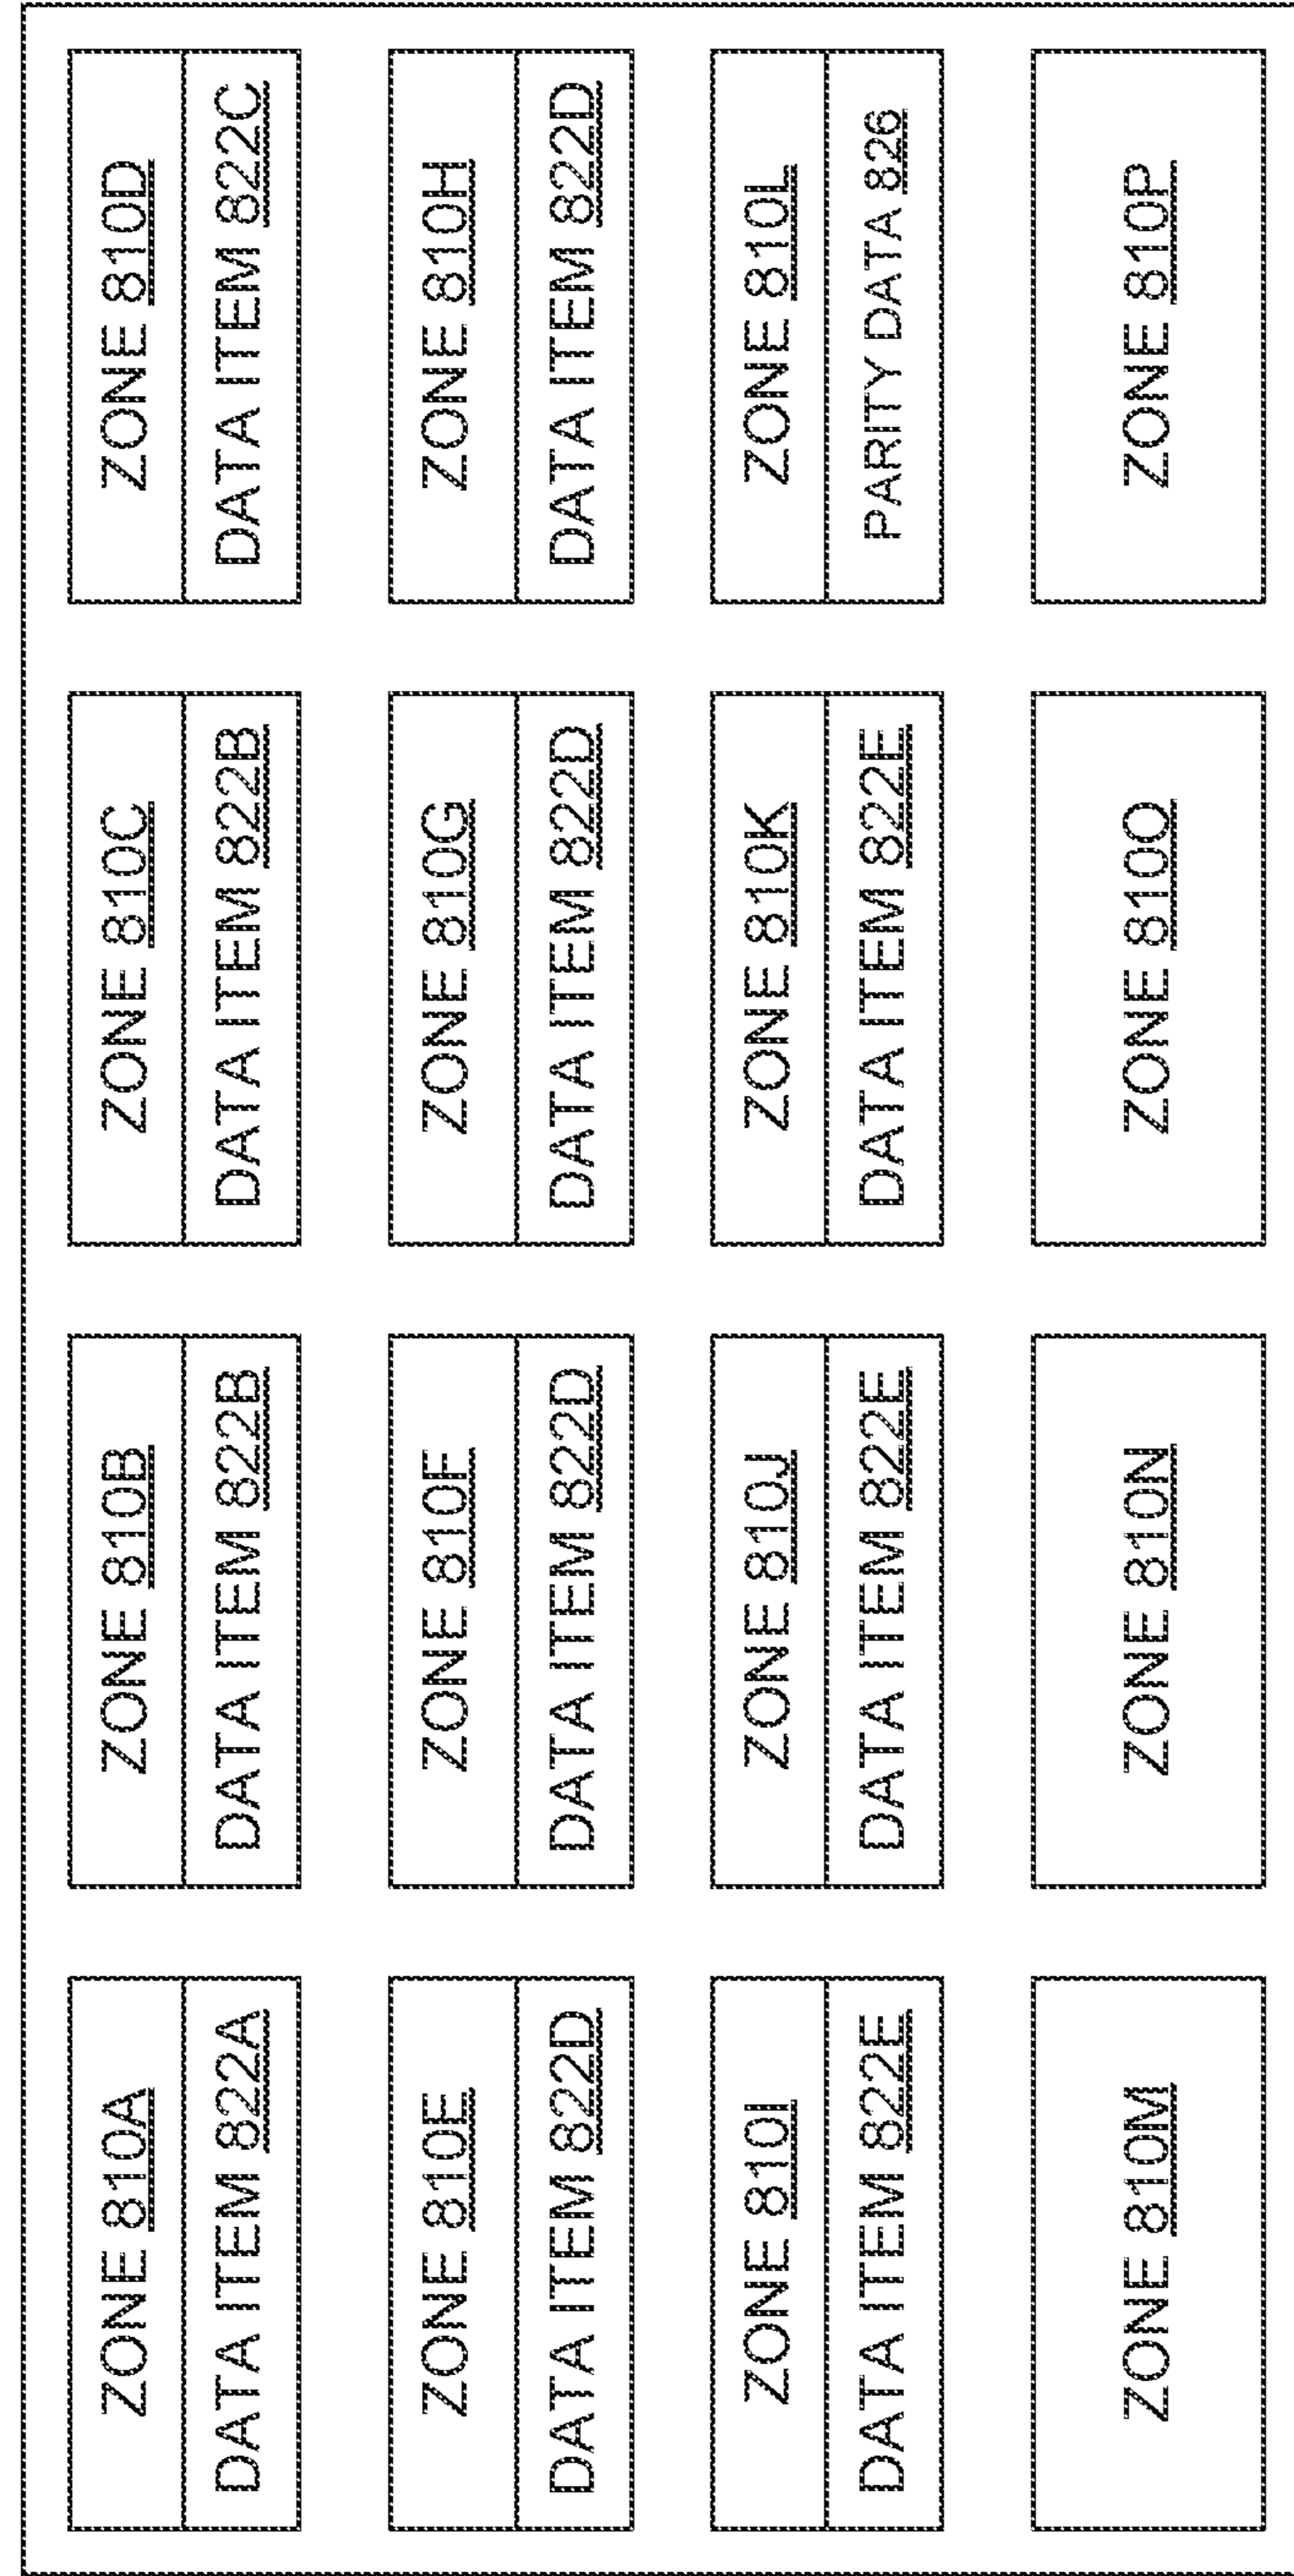 ZONE 810A
DATA ITEM 822A
ZONE 810B
DATA ITEM 822B
ZONE 810C
DATA ITEM 822B
ZONE 810D
DATA ITEM 822C
ZONE 810E
DATA ITEM 822D
ZONE 810F
DATA ITEM 822D
ZONE 810G
DATA ITEM 822D
ZONE 810H
DATA ITEM 822D
ZONE 810I
DATA ITEM 822E
ZONE 810J
DATA ITEM 822E
ZONE 810K
DATA ITEM 822E
ZONE 810L
PARITY DATA 826
ZONE 810M
ZONE 810N
ZONE 810O
ZONE 810P